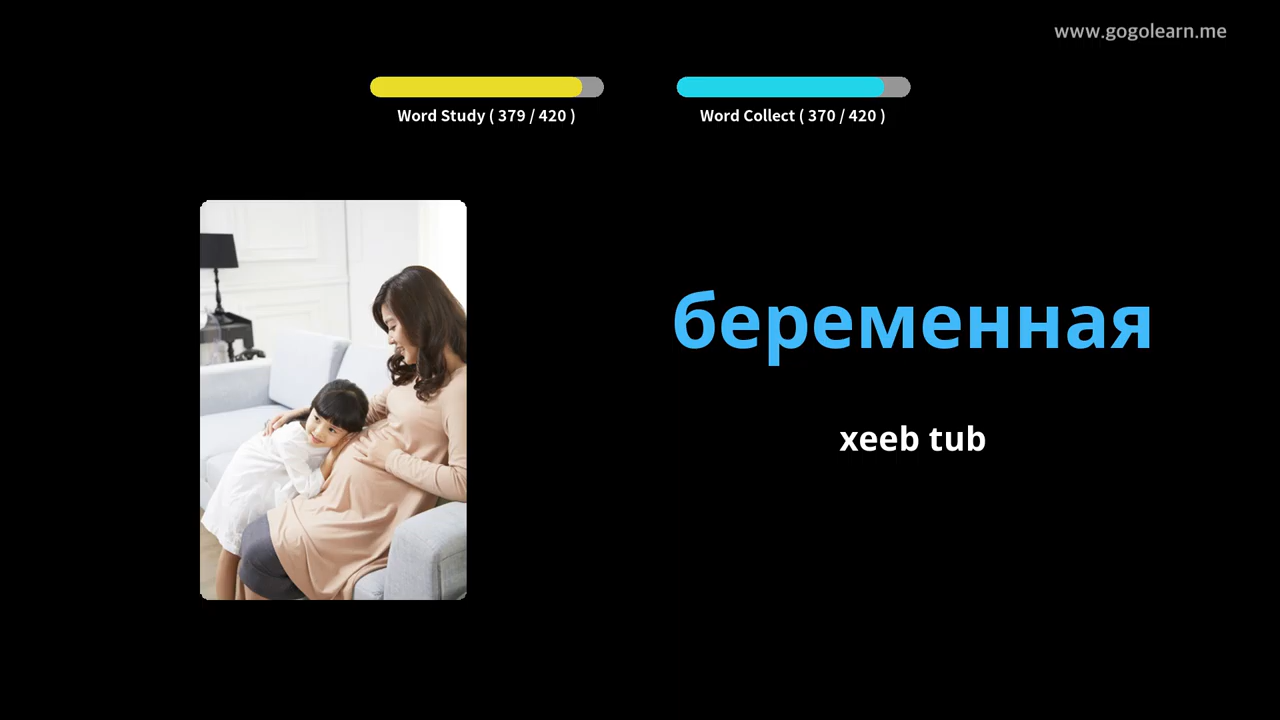 www.gogolearn.me
Word Study ( 379 / 420 )
Word Collect ( 370 / 420 )
беременная
xeeb tub